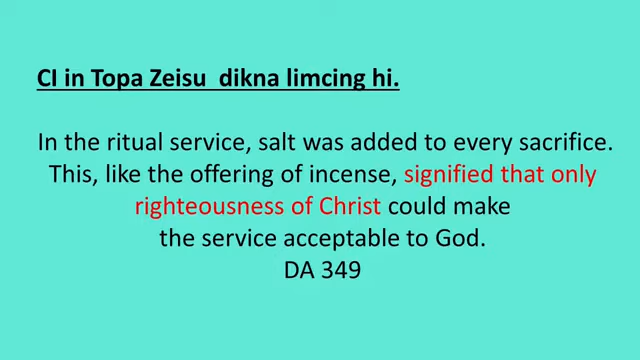 CI in Topa Zeisu dikna limcing hi.
In the ritual service, salt was added to every sacrifice.
This, like the offering of incense, signified that only
righteousness of Christ could make
the service acceptable to God.
DA 349